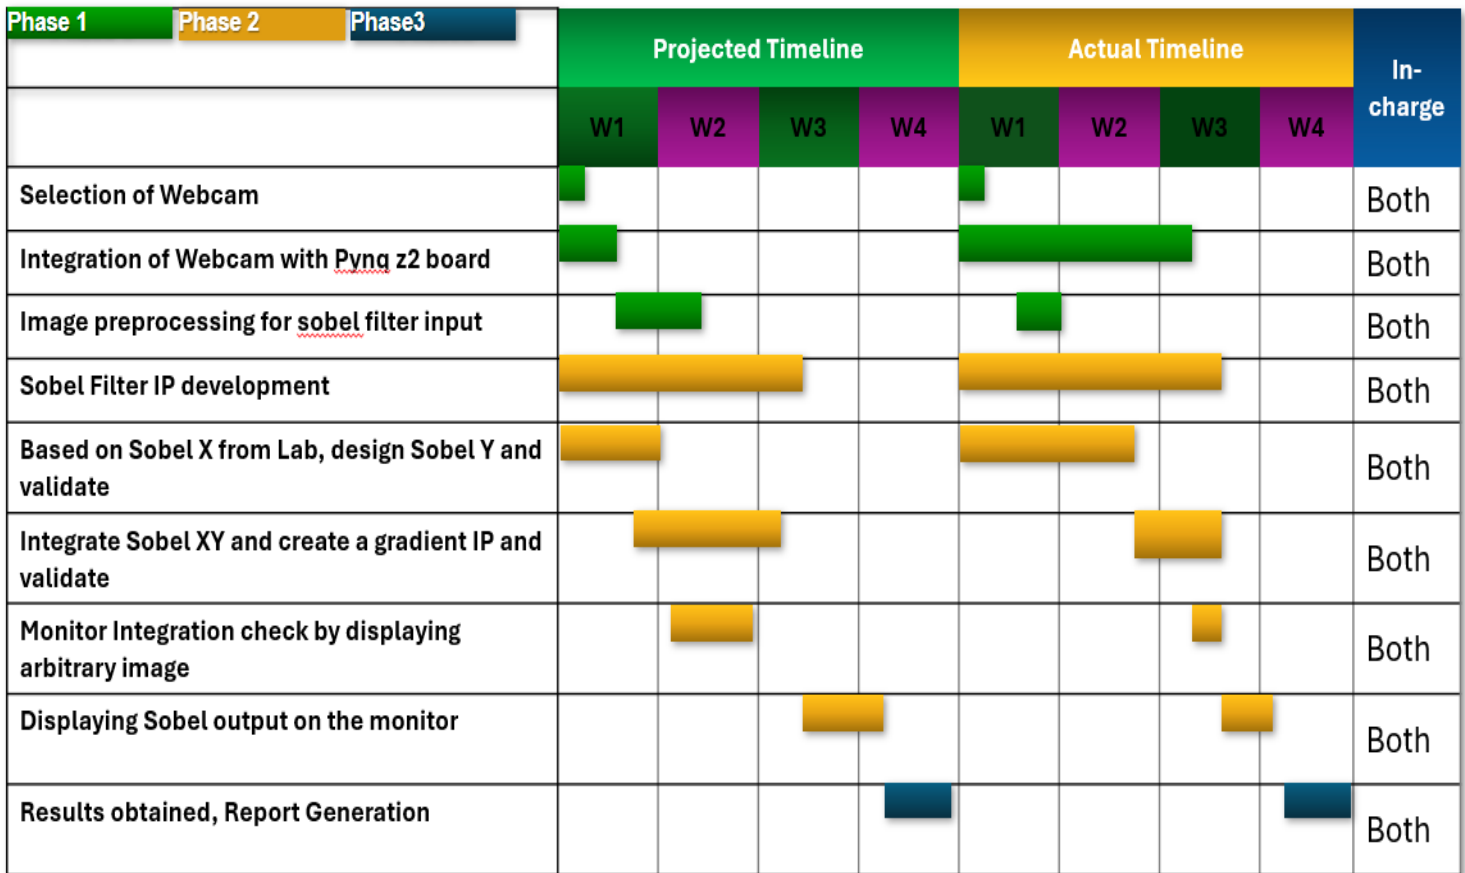 Phase 1 Phase 2 Phase3
Projected Timeline Actual Timeline In-
charge
W1 W2 W3 W4 W1 W2 W3 W4
Selection of Webcam Both
Integration of Webcam with Pynq z2 board Both
Image preprocessing for sobel filter input Both
Sobel Filter IP development Both
Based on Sobel X from Lab, design Sobel Y and
validate Both
Integrate Sobel XY and create a gradient IP and
validate Both
Monitor Integration check by displaying
arbitrary image Both
Displaying Sobel output on the monitor Both
Results obtained, Report Generation Both